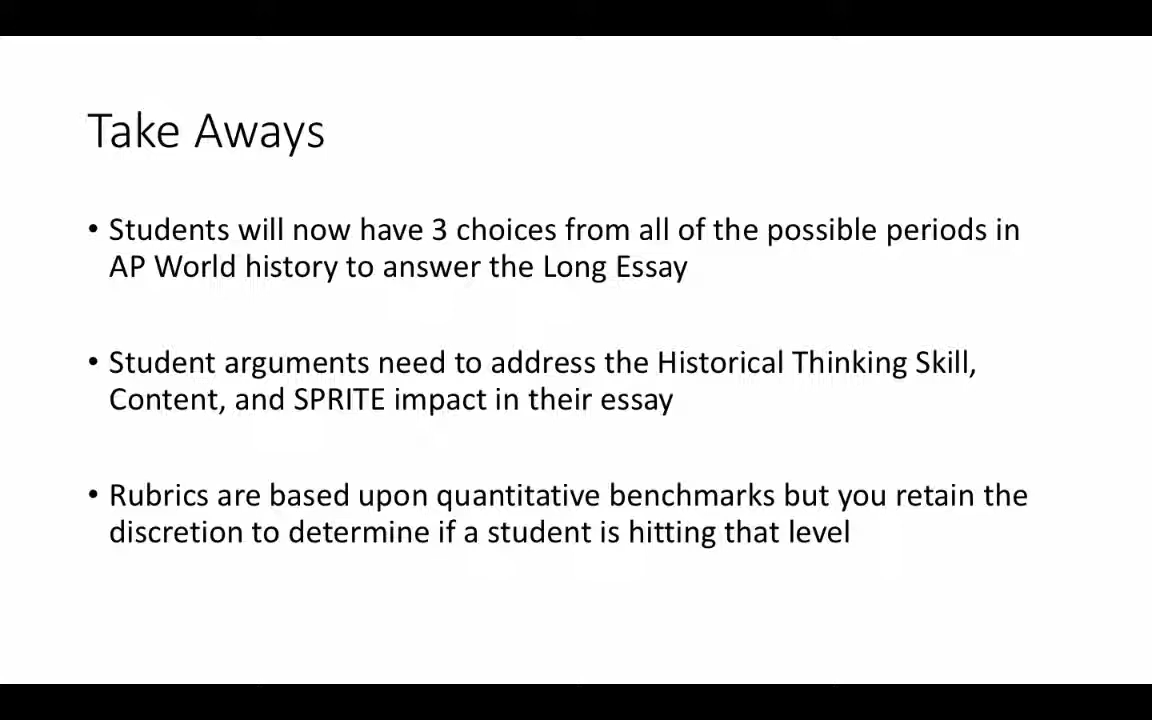 Take Aways
• Students will now have 3 choices from all of the possible periods in
AP World history to answer the Long Essay
• Student arguments need to address the Historical Thinking Skill,
Content, and SPRITE impact in their essay
• Rubrics are based upon quantitative benchmarks but you retain the
discretion to determine if a student is hitting that level